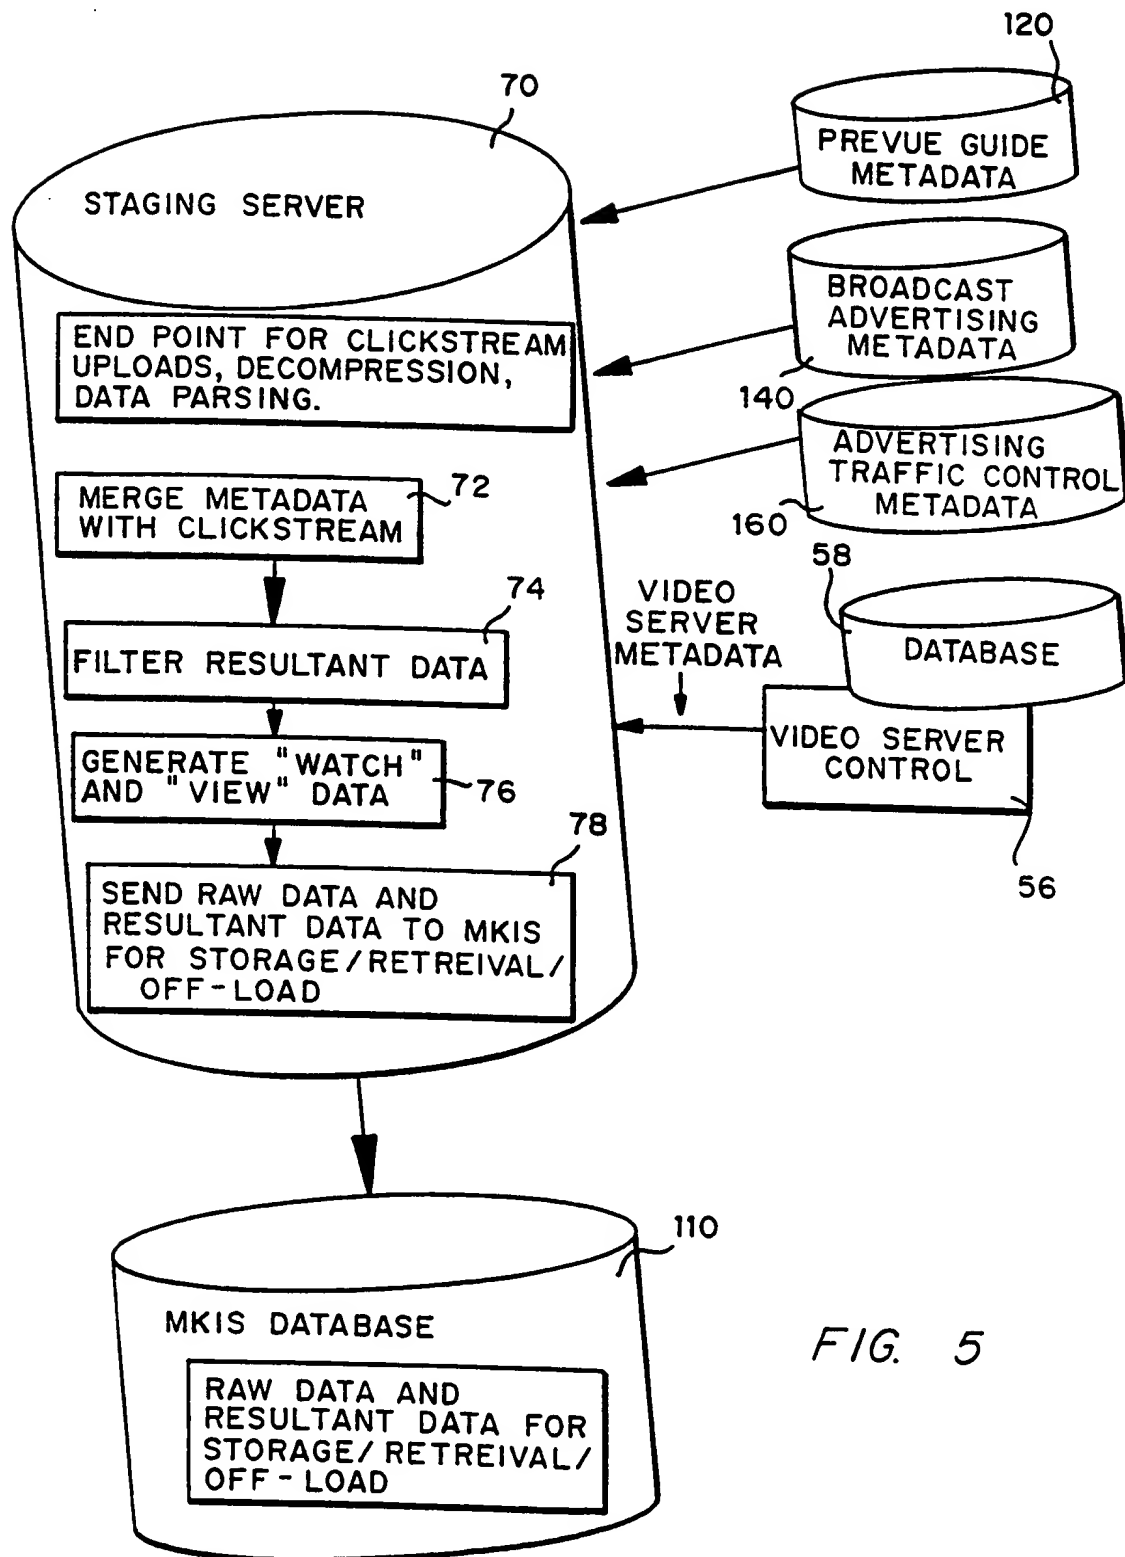 120
70
PREVUE GUIDE
METADATA
STAGING SERVER
BROADCAST
ADVERTISING
METADATA
140
END POINT FOR CLICKSTREAM
UPLOADS, DECOMPRESSION,
DATA PARSING.
ADVERTISING
TRAFFIC CONTROL
METADATA
160
MERGE METADATA
WITH CLICKSTREAM
72
58
DATABASE
VIDEO
SERVER
METADATA
74
FILTER RESULTANT DATA
VIDEO SERVER
CONTROL
56
GENERATE "WATCH"
AND "VIEW" DATA
76
78
SEND RAW DATA AND
RESULTANT DATA TO MKIS
FOR STORAGE/RETREIVAL/
OFF-LOAD
110
MKIS DATABASE
RAW DATA AND
RESULTANT DATA FOR
STORAGE/RETREIVAL/
OFF-LOAD
FIG. 5